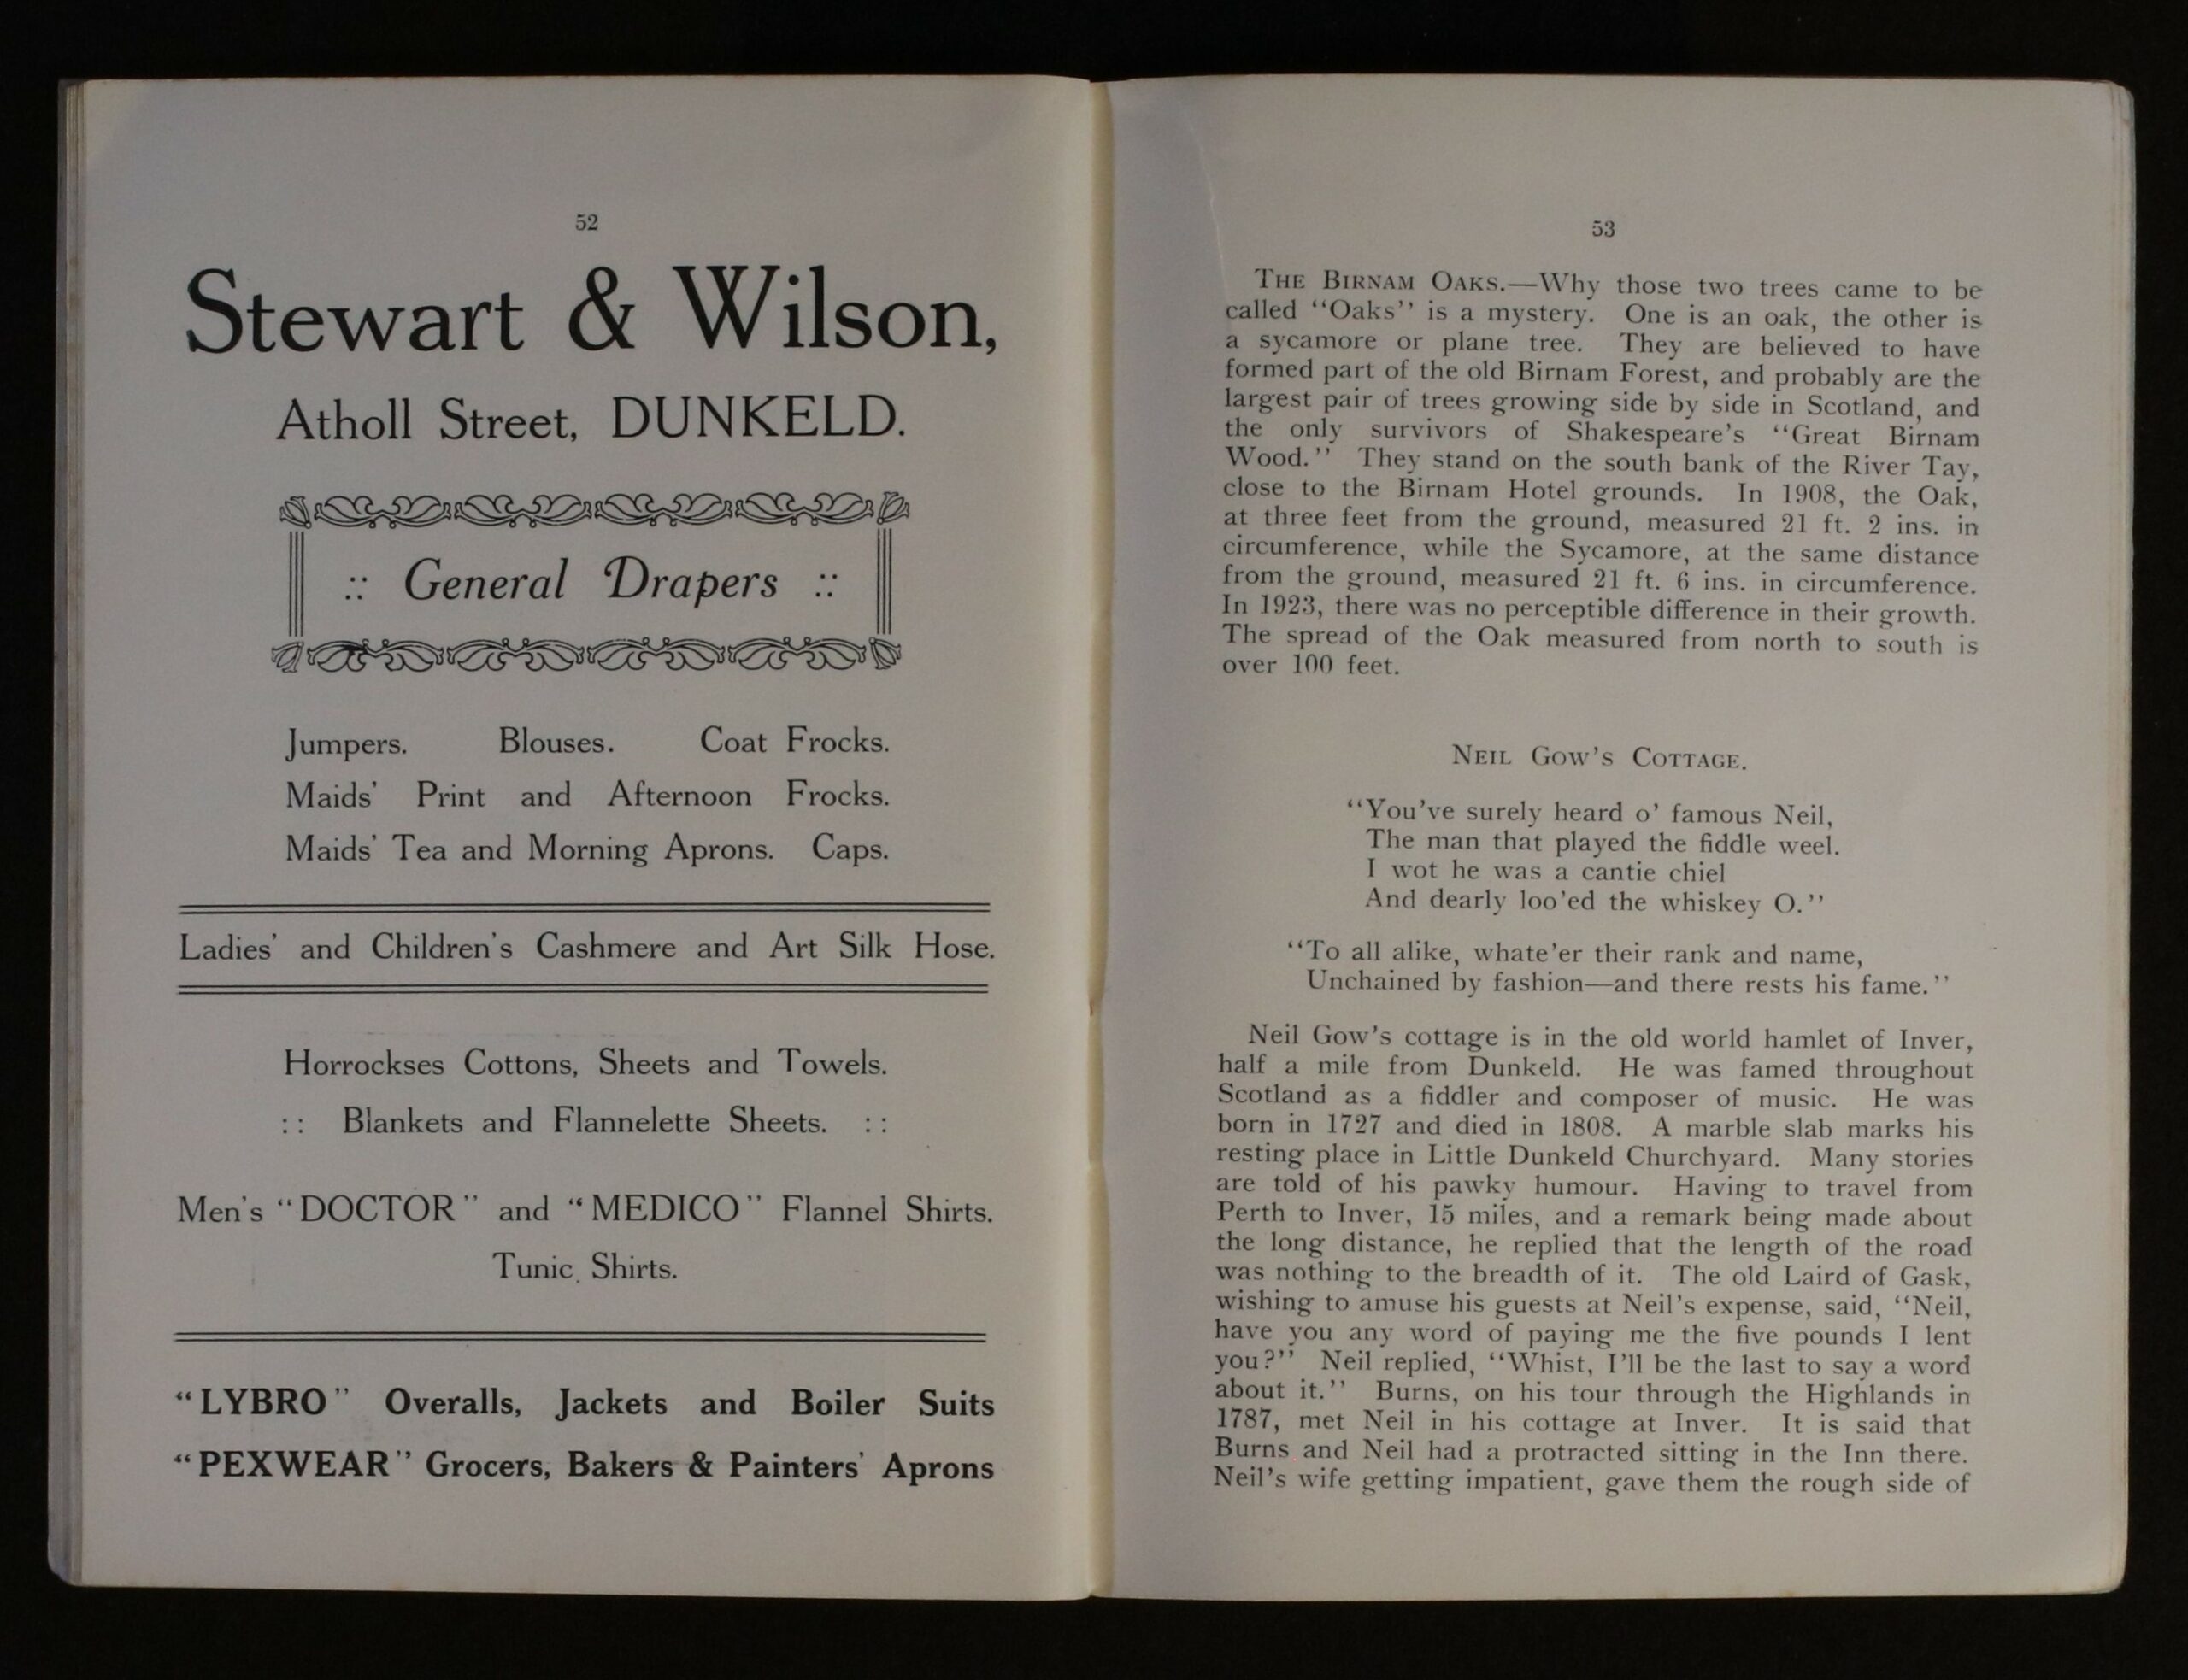 52
Stewart & Wilson,
Atholl Street, DUNKELD.
:: General Drapers ::
Jumpers. Blouses. Coat Frocks.
Maids' Print and Afternoon Frocks.
Maids' Tea and Morning Aprons. Caps.
Ladies' and Children's Cashmere and Art Silk Hose.
Horrockses Cottons, Sheets and Towels.
:: Blankets and Flannelette Sheets. ::
Men's "DOCTOR" and "MEDICO" Flannel Shirts.
Tunic Shirts.
"LYBRO" Overalls, Jackets and Boiler Suits
"PEXWEAR" Grocers, Bakers & Painters' Aprons
53
THE BIRNAM OAKS.—Why those two trees came to be
called "Oaks" is a mystery. One is an oak, the other is
a sycamore or plane tree. They are believed to have
formed part of the old Birnam Forest, and probably are the
largest pair of trees growing side by side in Scotland, and
the only survivors of Shakespeare's "Great Birnam
Wood." They stand on the south bank of the River Tay,
close to the Birnam Hotel grounds. In 1908, the Oak,
at three feet from the ground, measured 21 ft. 2 ins. in
circumference, while the Sycamore, at the same distance
from the ground, measured 21 ft. 6 ins. in circumference.
In 1923, there was no perceptible difference in their growth.
The spread of the Oak measured from north to south is
over 100 feet.
NEIL GOW'S COTTAGE.
"You've surely heard o' famous Neil,
The man that played the fiddle weel.
I wot he was a cantie chiel
And dearly loo'ed the whiskey O."
"To all alike, whate'er their rank and name,
Unchained by fashion—and there rests his fame."
Neil Gow's cottage is in the old world hamlet of Inver,
half a mile from Dunkeld. He was famed throughout
Scotland as a fiddler and composer of music. He was
born in 1727 and died in 1808. A marble slab marks his
resting place in Little Dunkeld Churchyard. Many stories
are told of his pawky humour. Having to travel from
Perth to Inver, 15 miles, and a remark being made about
the long distance, he replied that the length of the road
was nothing to the breadth of it. The old Laird of Gask,
wishing to amuse his guests at Neil's expense, said, "Neil,
have you any word of paying me the five pounds I lent
you?" Neil replied, "Whist, I'll be the last to say a word
about it." Burns, on his tour through the Highlands in
1787, met Neil in his cottage at Inver. It is said that
Burns and Neil had a protracted sitting in the Inn there.
Neil's wife getting impatient, gave them the rough side of